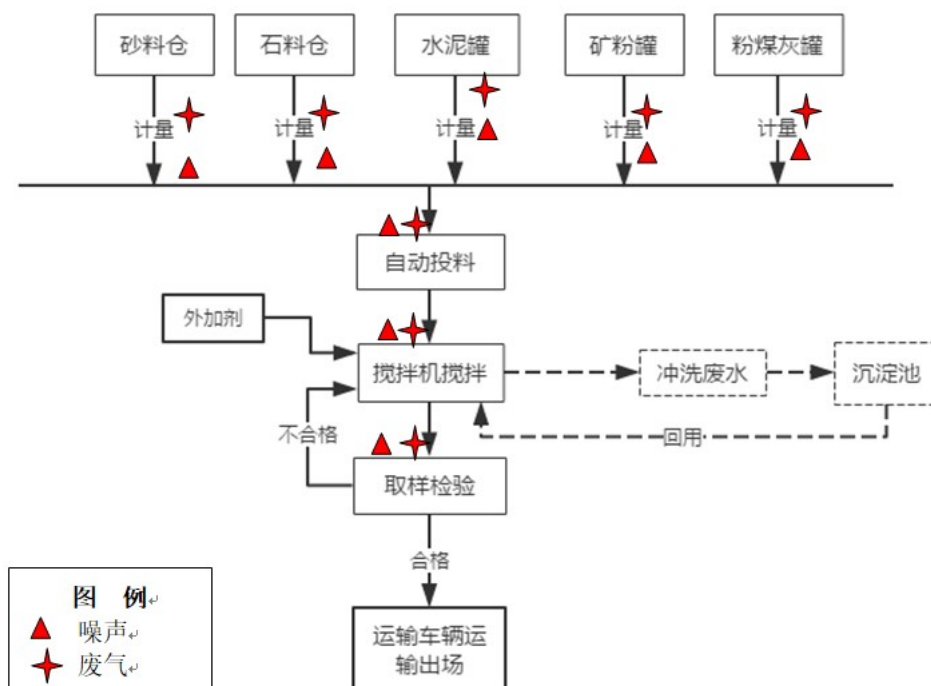 砂料仓
石料仓
水泥罐
矿粉罐
粉煤灰罐
计量
计量
计量
计量
计量
自动投料
外加剂
搅拌机搅拌
冲洗废水
沉淀池
不合格
回用
取样检验
合格
图 例
噪声
废气
运输车辆运
输出场